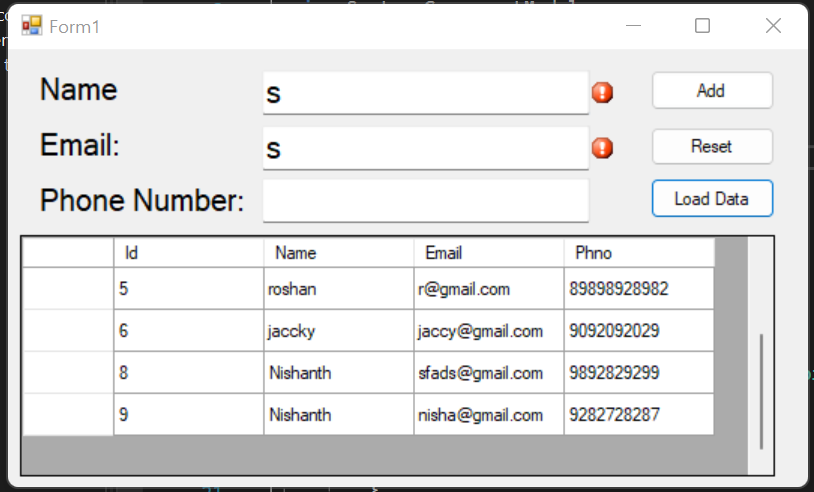 Form1
Name s Add
Email: s Reset
Phone Number: Load Data
Id Name Email Phno
5 roshan r@gmail.com 89898928982
6 jaccky jaccy@gmail.com 9092092029
8 Nishanth sfads@gmail.com 9892829299
9 Nishanth nisha@gmail.com 9282728287